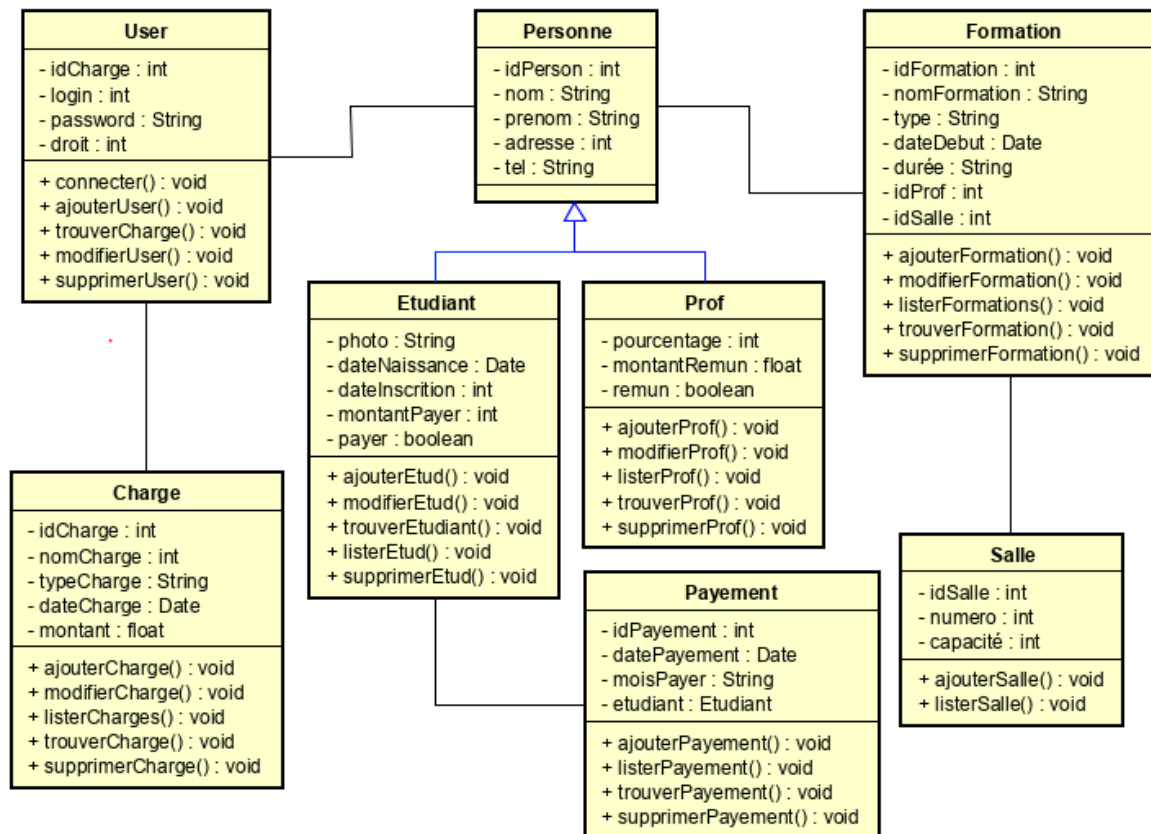 User
- idCharge : int
- login : int
- password : String
- droit : int
+ connecter() : void
+ ajouterUser() : void
+ trouverCharge() : void
+ modifierUser() : void
+ supprimerUser() : void
Personne
- idPerson : int
- nom : String
- prenom : String
- adresse : int
- tel : String
Formation
- idFormation : int
- nomFormation : String
- type : String
- dateDebut : Date
- durée : String
- idProf : int
- idSalle : int
+ ajouterFormation() : void
+ modifierFormation() : void
+ listerFormations() : void
+ trouverFormation() : void
+ supprimerFormation() : void
Etudiant
- photo : String
- dateNaissance : Date
- dateInscrition : int
- montantPayer : int
- payer : boolean
+ ajouterEtud() : void
+ modifierEtud() : void
+ trouverEtudiant() : void
+ listerEtud() : void
+ supprimerEtud() : void
Prof
- pourcentage : int
- montantRemun : float
- remun : boolean
+ ajouterProf() : void
+ modifierProf() : void
+ listerProf() : void
+ trouverProf() : void
+ supprimerProf() : void
Charge
- idCharge : int
- nomCharge : int
- typeCharge : String
- dateCharge : Date
- montant : float
+ ajouterCharge() : void
+ modifierCharge() : void
+ listerCharges() : void
+ trouverCharge() : void
+ supprimerCharge() : void
Payement
- idPayement : int
- datePayement : Date
- moisPayer : String
- etudiant : Etudiant
+ ajouterPayement() : void
+ listerPayement() : void
+ trouverPayement() : void
+ supprimerPayement() : void
Salle
- idSalle : int
- numero : int
- capacité : int
+ ajouterSalle() : void
+ listerSalle() : void